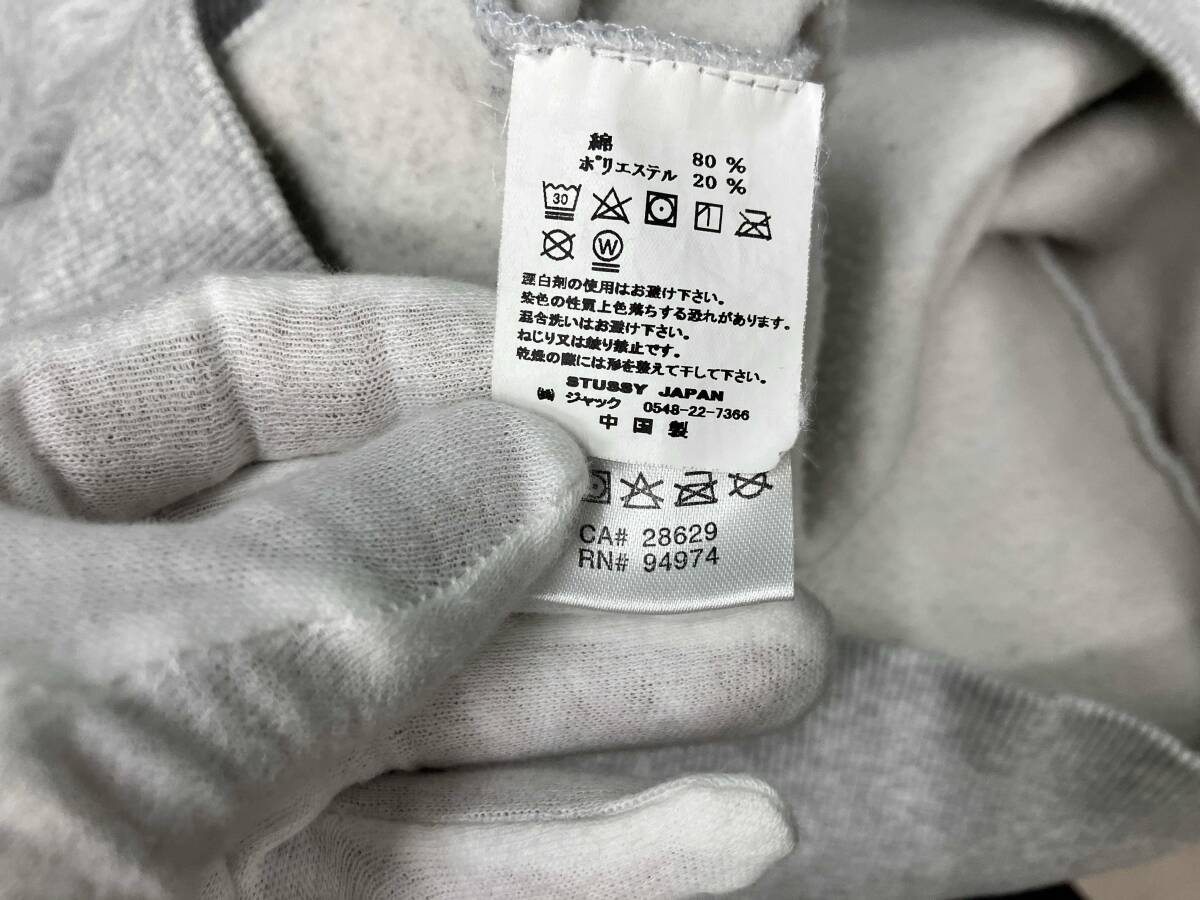 綿 80 %
ポリエステル 20 %
30
W
漂白剤の使用はお避け下さい。
染色の性質上色落ちする恐れがあります。
混合洗いはお避け下さい。
ねじり又は絞り禁止です。
乾燥の際には形を整えて干して下さい。
STUSSY JAPAN
㈱ ジャック 0548-22-7366
中国製
CA# 28629
RN# 94974